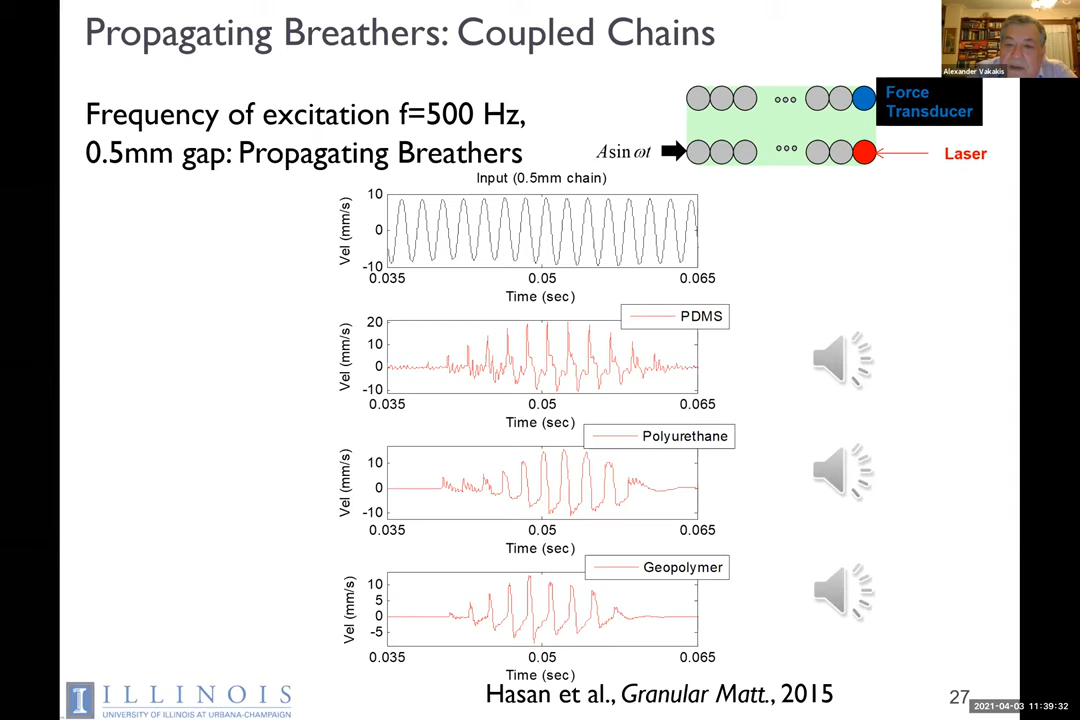 Propagating Breathers: Coupled Chains
Alexander Vakakis
Frequency of excitation f=500 Hz,
0.5mm gap: Propagating Breathers
Force
Transducer
A sin ωt
Laser
Input (0.5mm chain)
Vel (mm/s)
10
0
-10
0.035
0.05
0.065
Time (sec)
PDMS
Vel (mm/s)
20
10
0
-10
0.035
0.05
0.065
Time (sec)
Polyurethane
Vel (mm/s)
10
0
-10
0.035
0.05
0.065
Time (sec)
Geopolymer
Vel (mm/s)
10
5
0
-5
0.035
0.05
0.065
Time (sec)
I ILLINOIS
UNIVERSITY OF ILLINOIS AT URBANA-CHAMPAIGN
Hasan et al., Granular Matt., 2015
27
2021-04-03 11:39:32